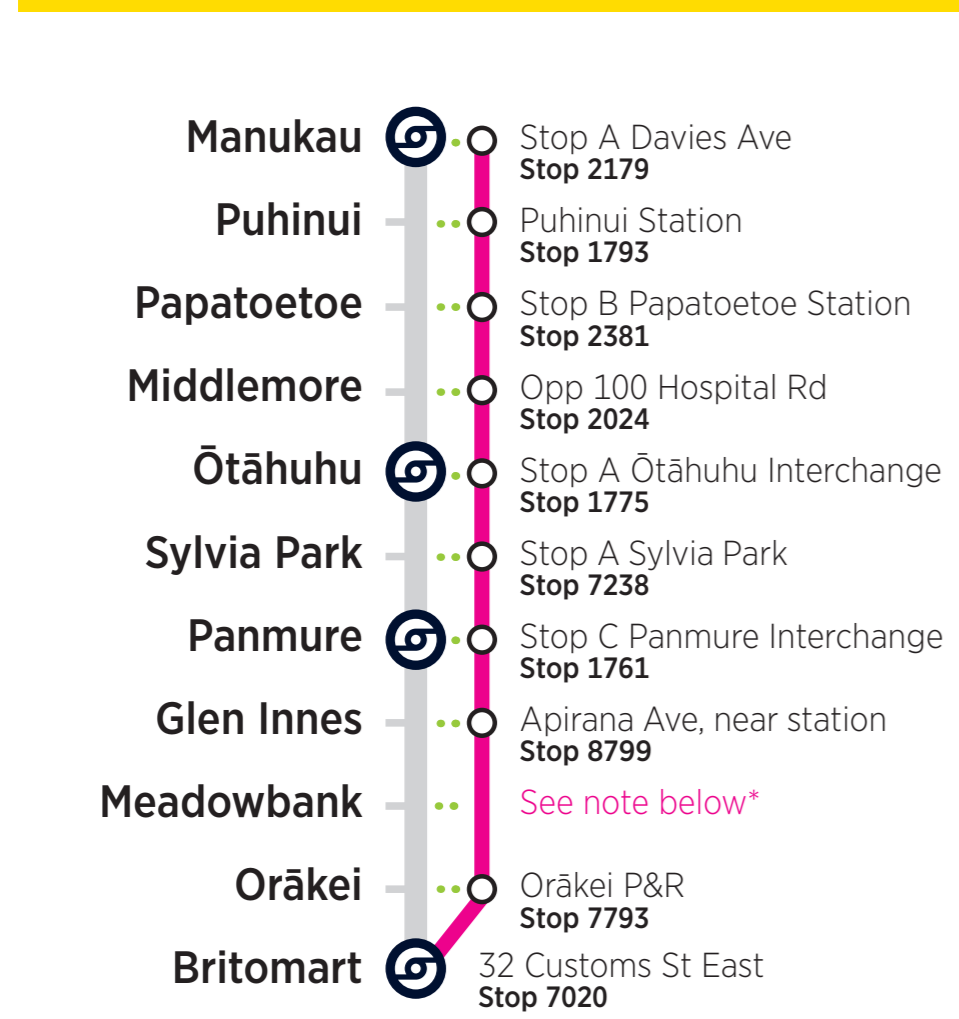 Manukau
Stop A Davies Ave
Stop 2179
Puhinui
Puhinui Station
Stop 1793
Papatoetoe
Stop B Papatoetoe Station
Stop 2381
Middlemore
Opp 100 Hospital Rd
Stop 2024
Ōtāhuhu
Stop A Ōtāhuhu Interchange
Stop 1775
Sylvia Park
Stop A Sylvia Park
Stop 7238
Panmure
Stop C Panmure Interchange
Stop 1761
Glen Innes
Apirana Ave, near station
Stop 8799
Meadowbank
See note below*
Orākei
Orākei P&R
Stop 7793
Britomart
32 Customs St East
Stop 7020